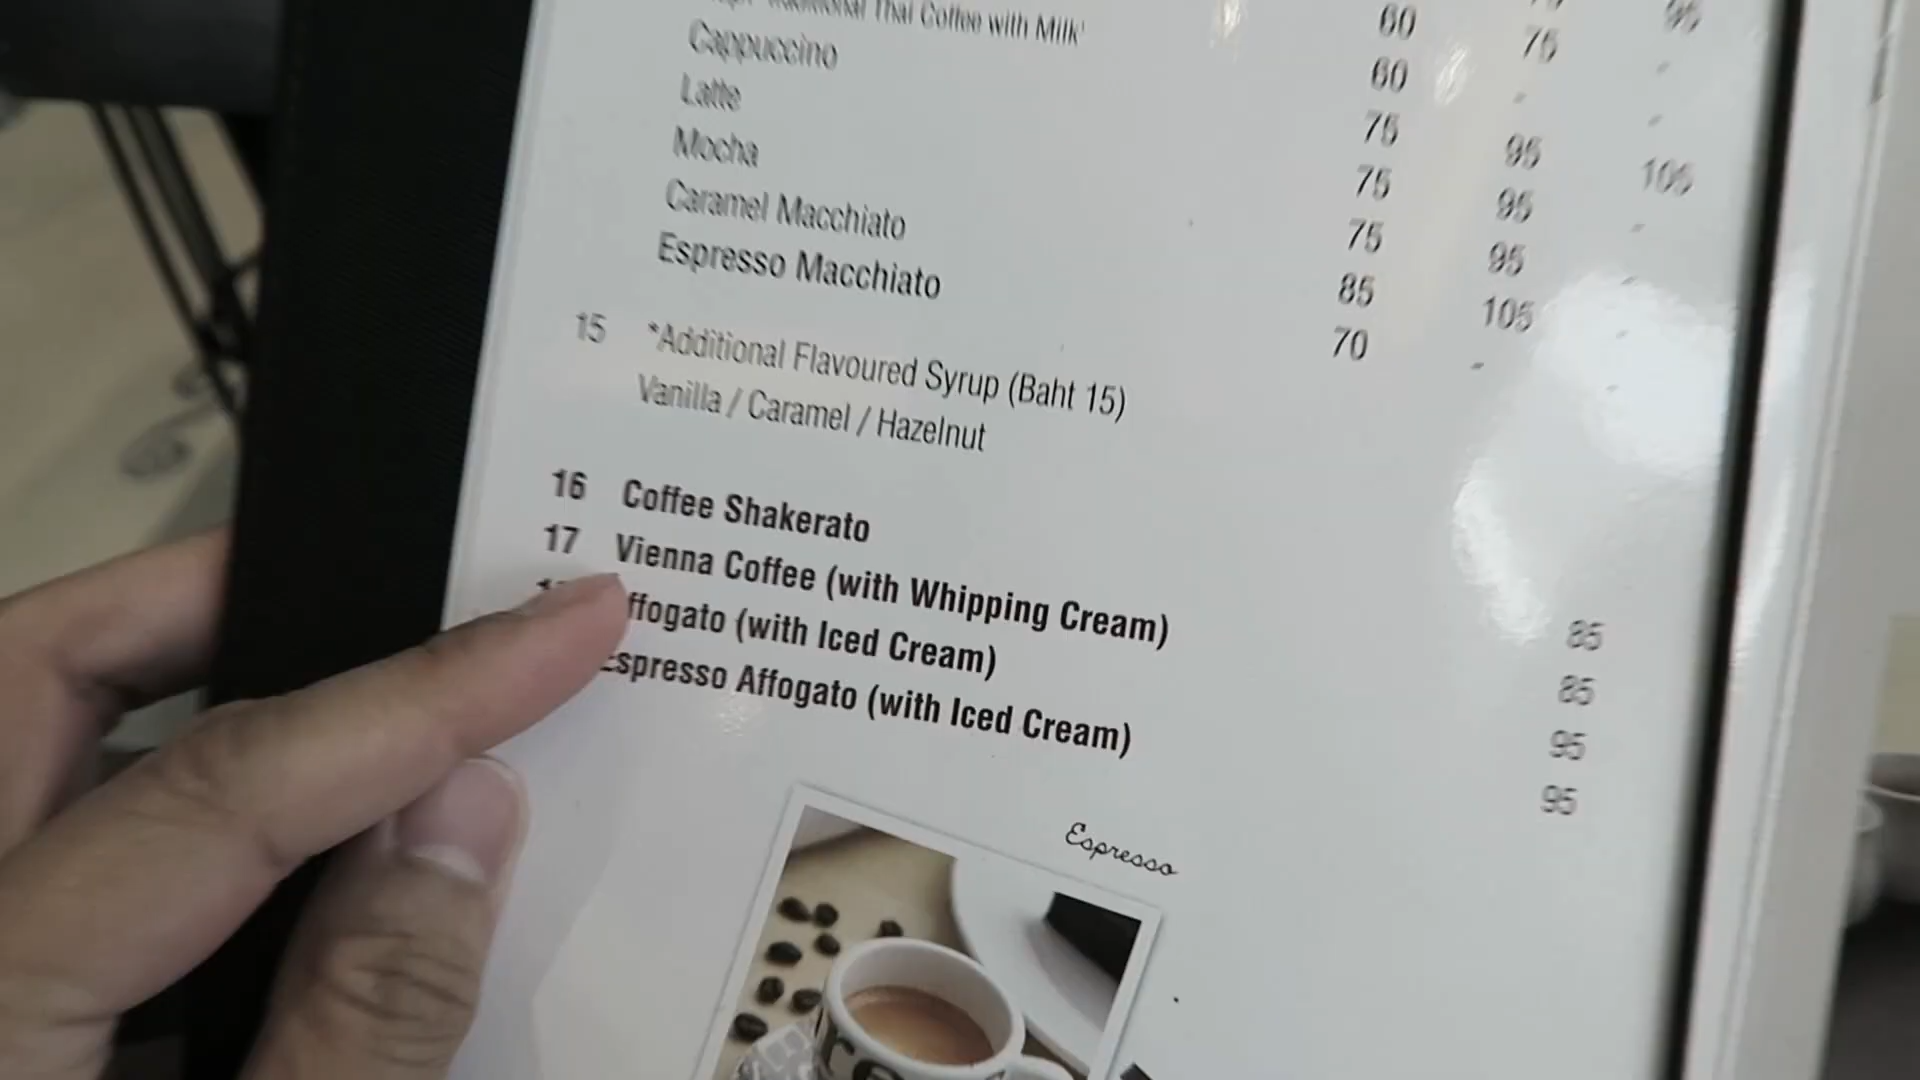 60 75 -
Traditional Thai Coffee with Milk' 60 - -
Cappuccino 75 95 105
Latte 75 95 -
Mocha 75 95 -
Caramel Macchiato 85 105 -
Espresso Macchiato 70 - -
15 *Additional Flavoured Syrup (Baht 15)
Vanilla / Caramel / Hazelnut
16 Coffee Shakerato 85
17 Vienna Coffee (with Whipping Cream) 85
ffogato (with Iced Cream) 95
Espresso Affogato (with Iced Cream) 95
Espresso